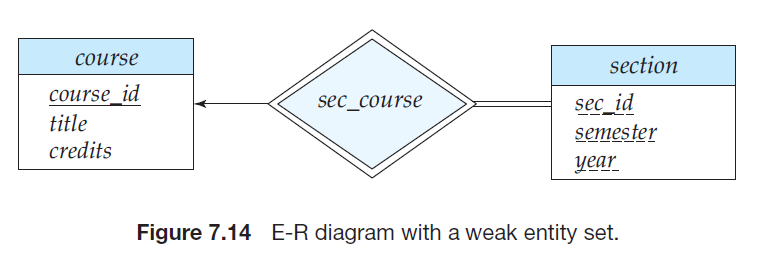 course
course_id
title
credits
sec_course
section
sec_id
semester
year
Figure 7.14 E-R diagram with a weak entity set.